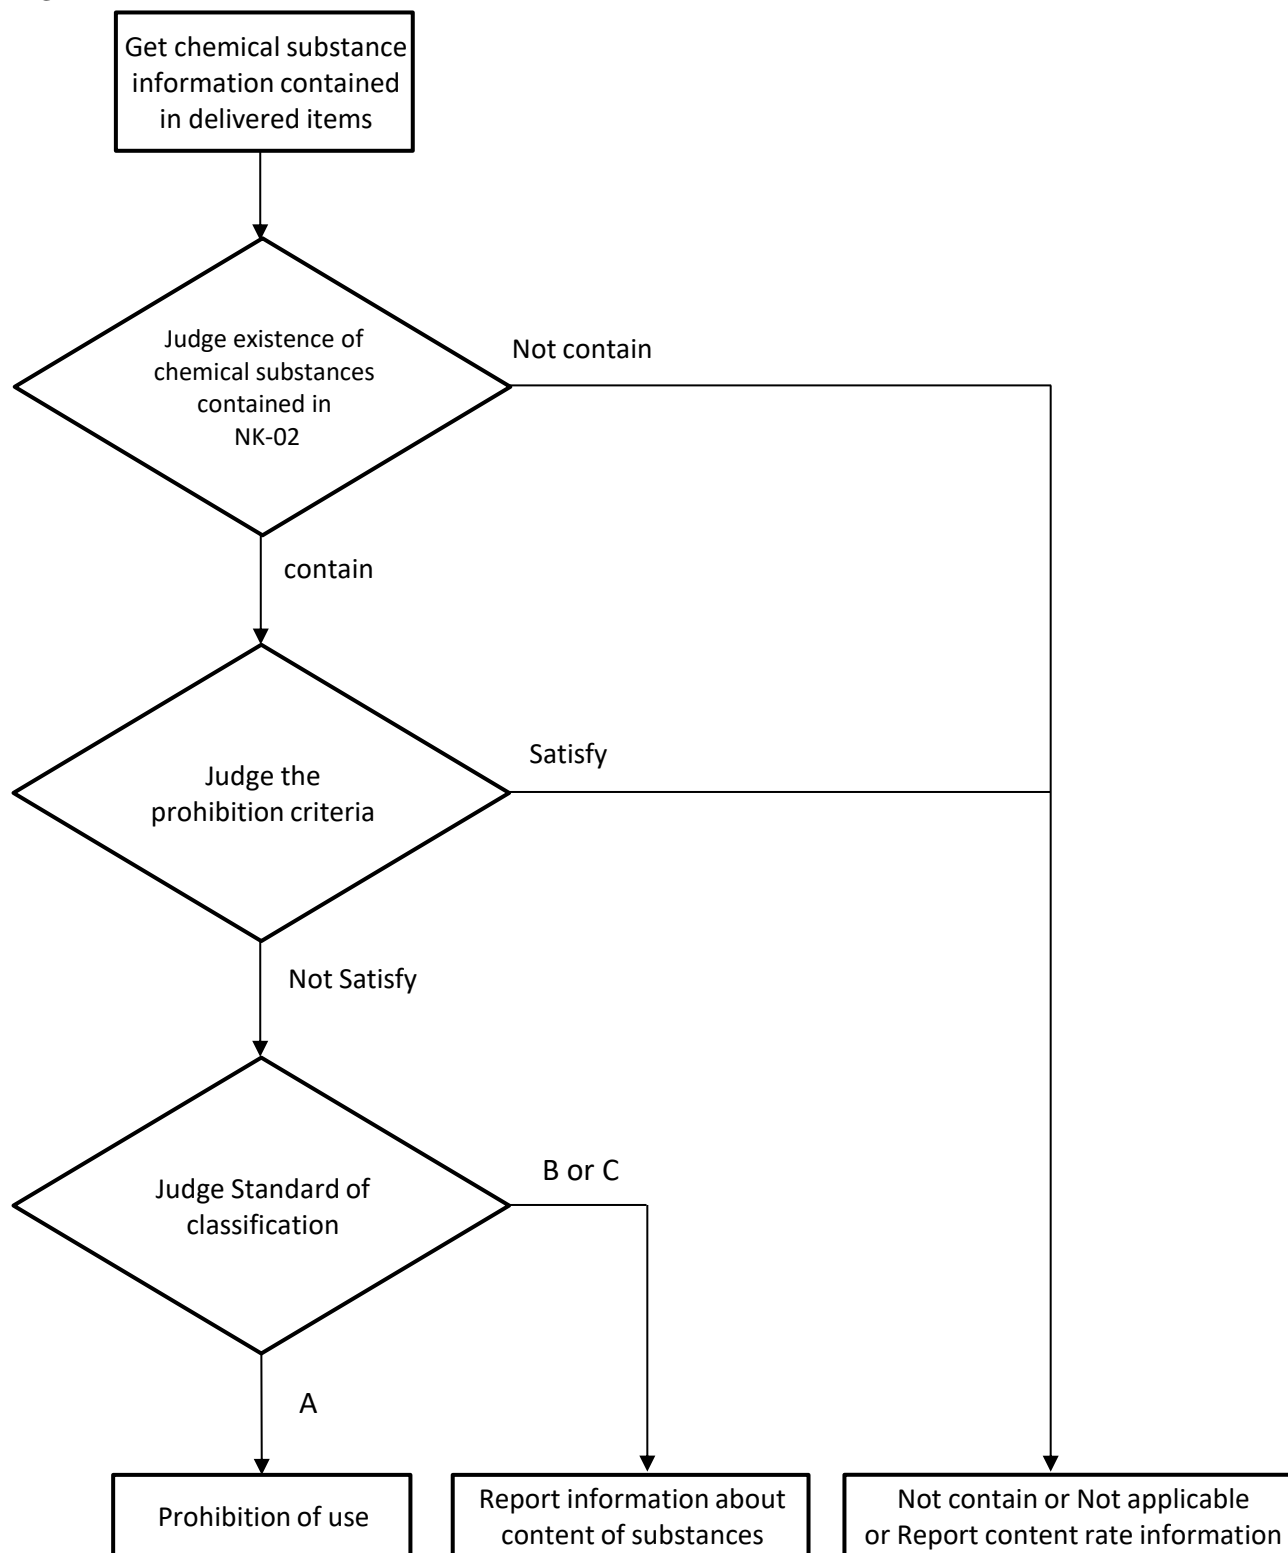 Get chemical substance
information contained
in delivered items
Judge existence of
chemical substances
contained in
NK-02
Not contain
contain
Judge the
prohibition criteria
Satisfy
Not Satisfy
Judge Standard of
classification
B or C
A
Prohibition of use
Report information about
content of substances
Not contain or Not applicable
or Report content rate information